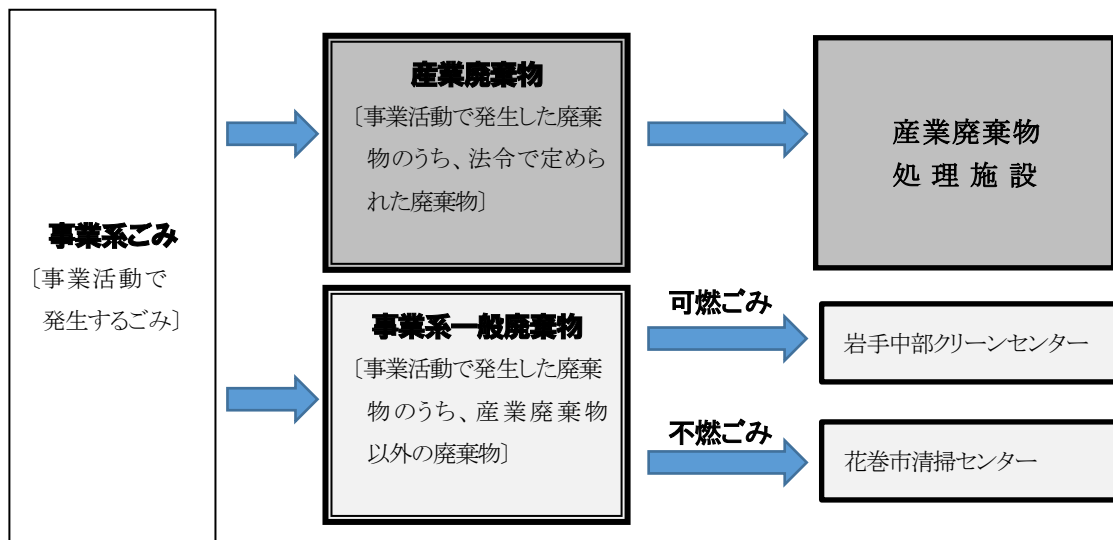 事業系ごみ
〔事業活動で
発生するごみ〕
産業廃棄物
〔事業活動で発生した廃棄
物のうち、法令で定めら
れた廃棄物〕
産業廃棄物
処理施設
事業系一般廃棄物
〔事業活動で発生した廃棄
物のうち、産業廃棄物
以外の廃棄物〕
可燃ごみ
岩手中部クリーンセンター
不燃ごみ
花巻市清掃センター